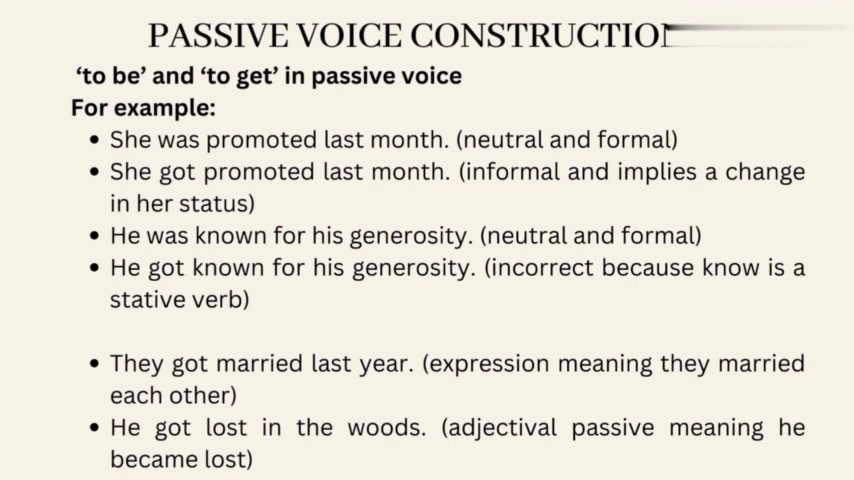 PASSIVE VOICE CONSTRUCTION
‘to be’ and ‘to get’ in passive voice
For example:
• She was promoted last month. (neutral and formal)
• She got promoted last month. (informal and implies a change
in her status)
• He was known for his generosity. (neutral and formal)
• He got known for his generosity. (incorrect because know is a
stative verb)
• They got married last year. (expression meaning they married
each other)
• He got lost in the woods. (adjectival passive meaning he
became lost)